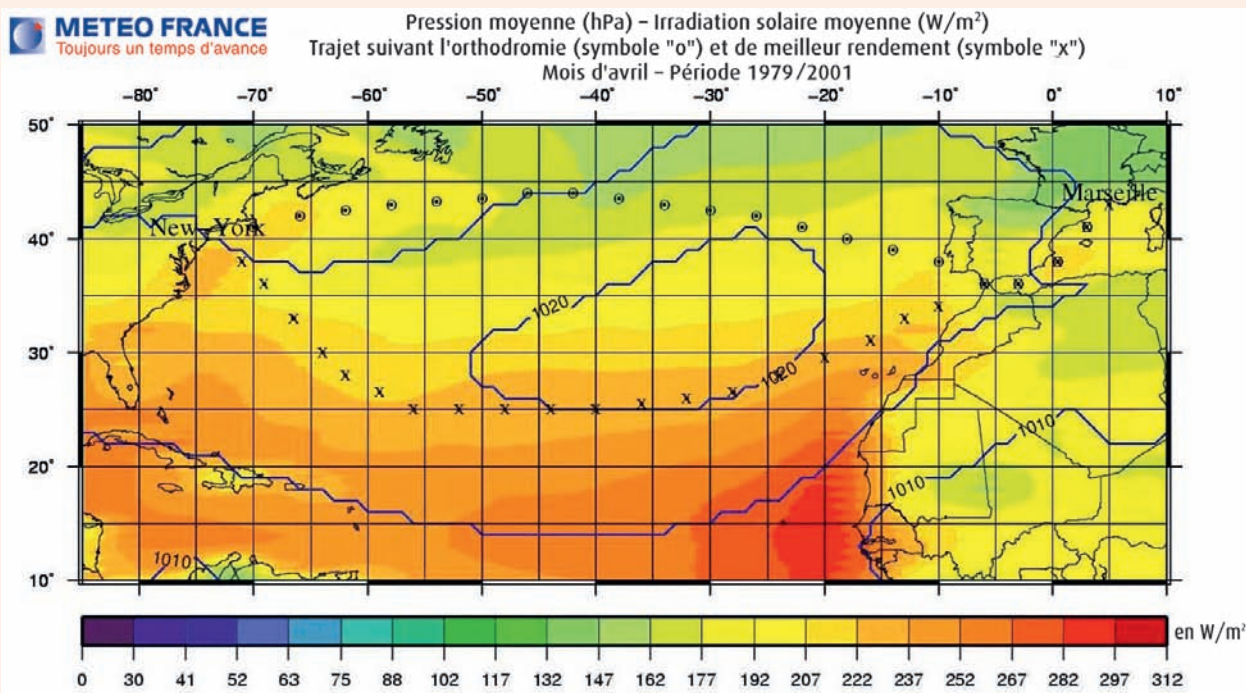 METEO FRANCE
Toujours un temps d'avance
Pression moyenne (hPa) – Irradiation solaire moyenne (W/m²)
Trajet suivant l'orthodromie (symbole "o") et de meilleur rendement (symbole "x")
Mois d'avril – Période 1979/2001
−80° −70° −60° −50° −40° −30° −20° −10° 0° 10°
50°
Marseille
New York
40°
1020
30°
1020
1010
20°
1010
1010
10°
en W/m²
0 30 41 52 63 75 88 102 117 132 147 162 177 192 207 222 237 252 267 282 297 312